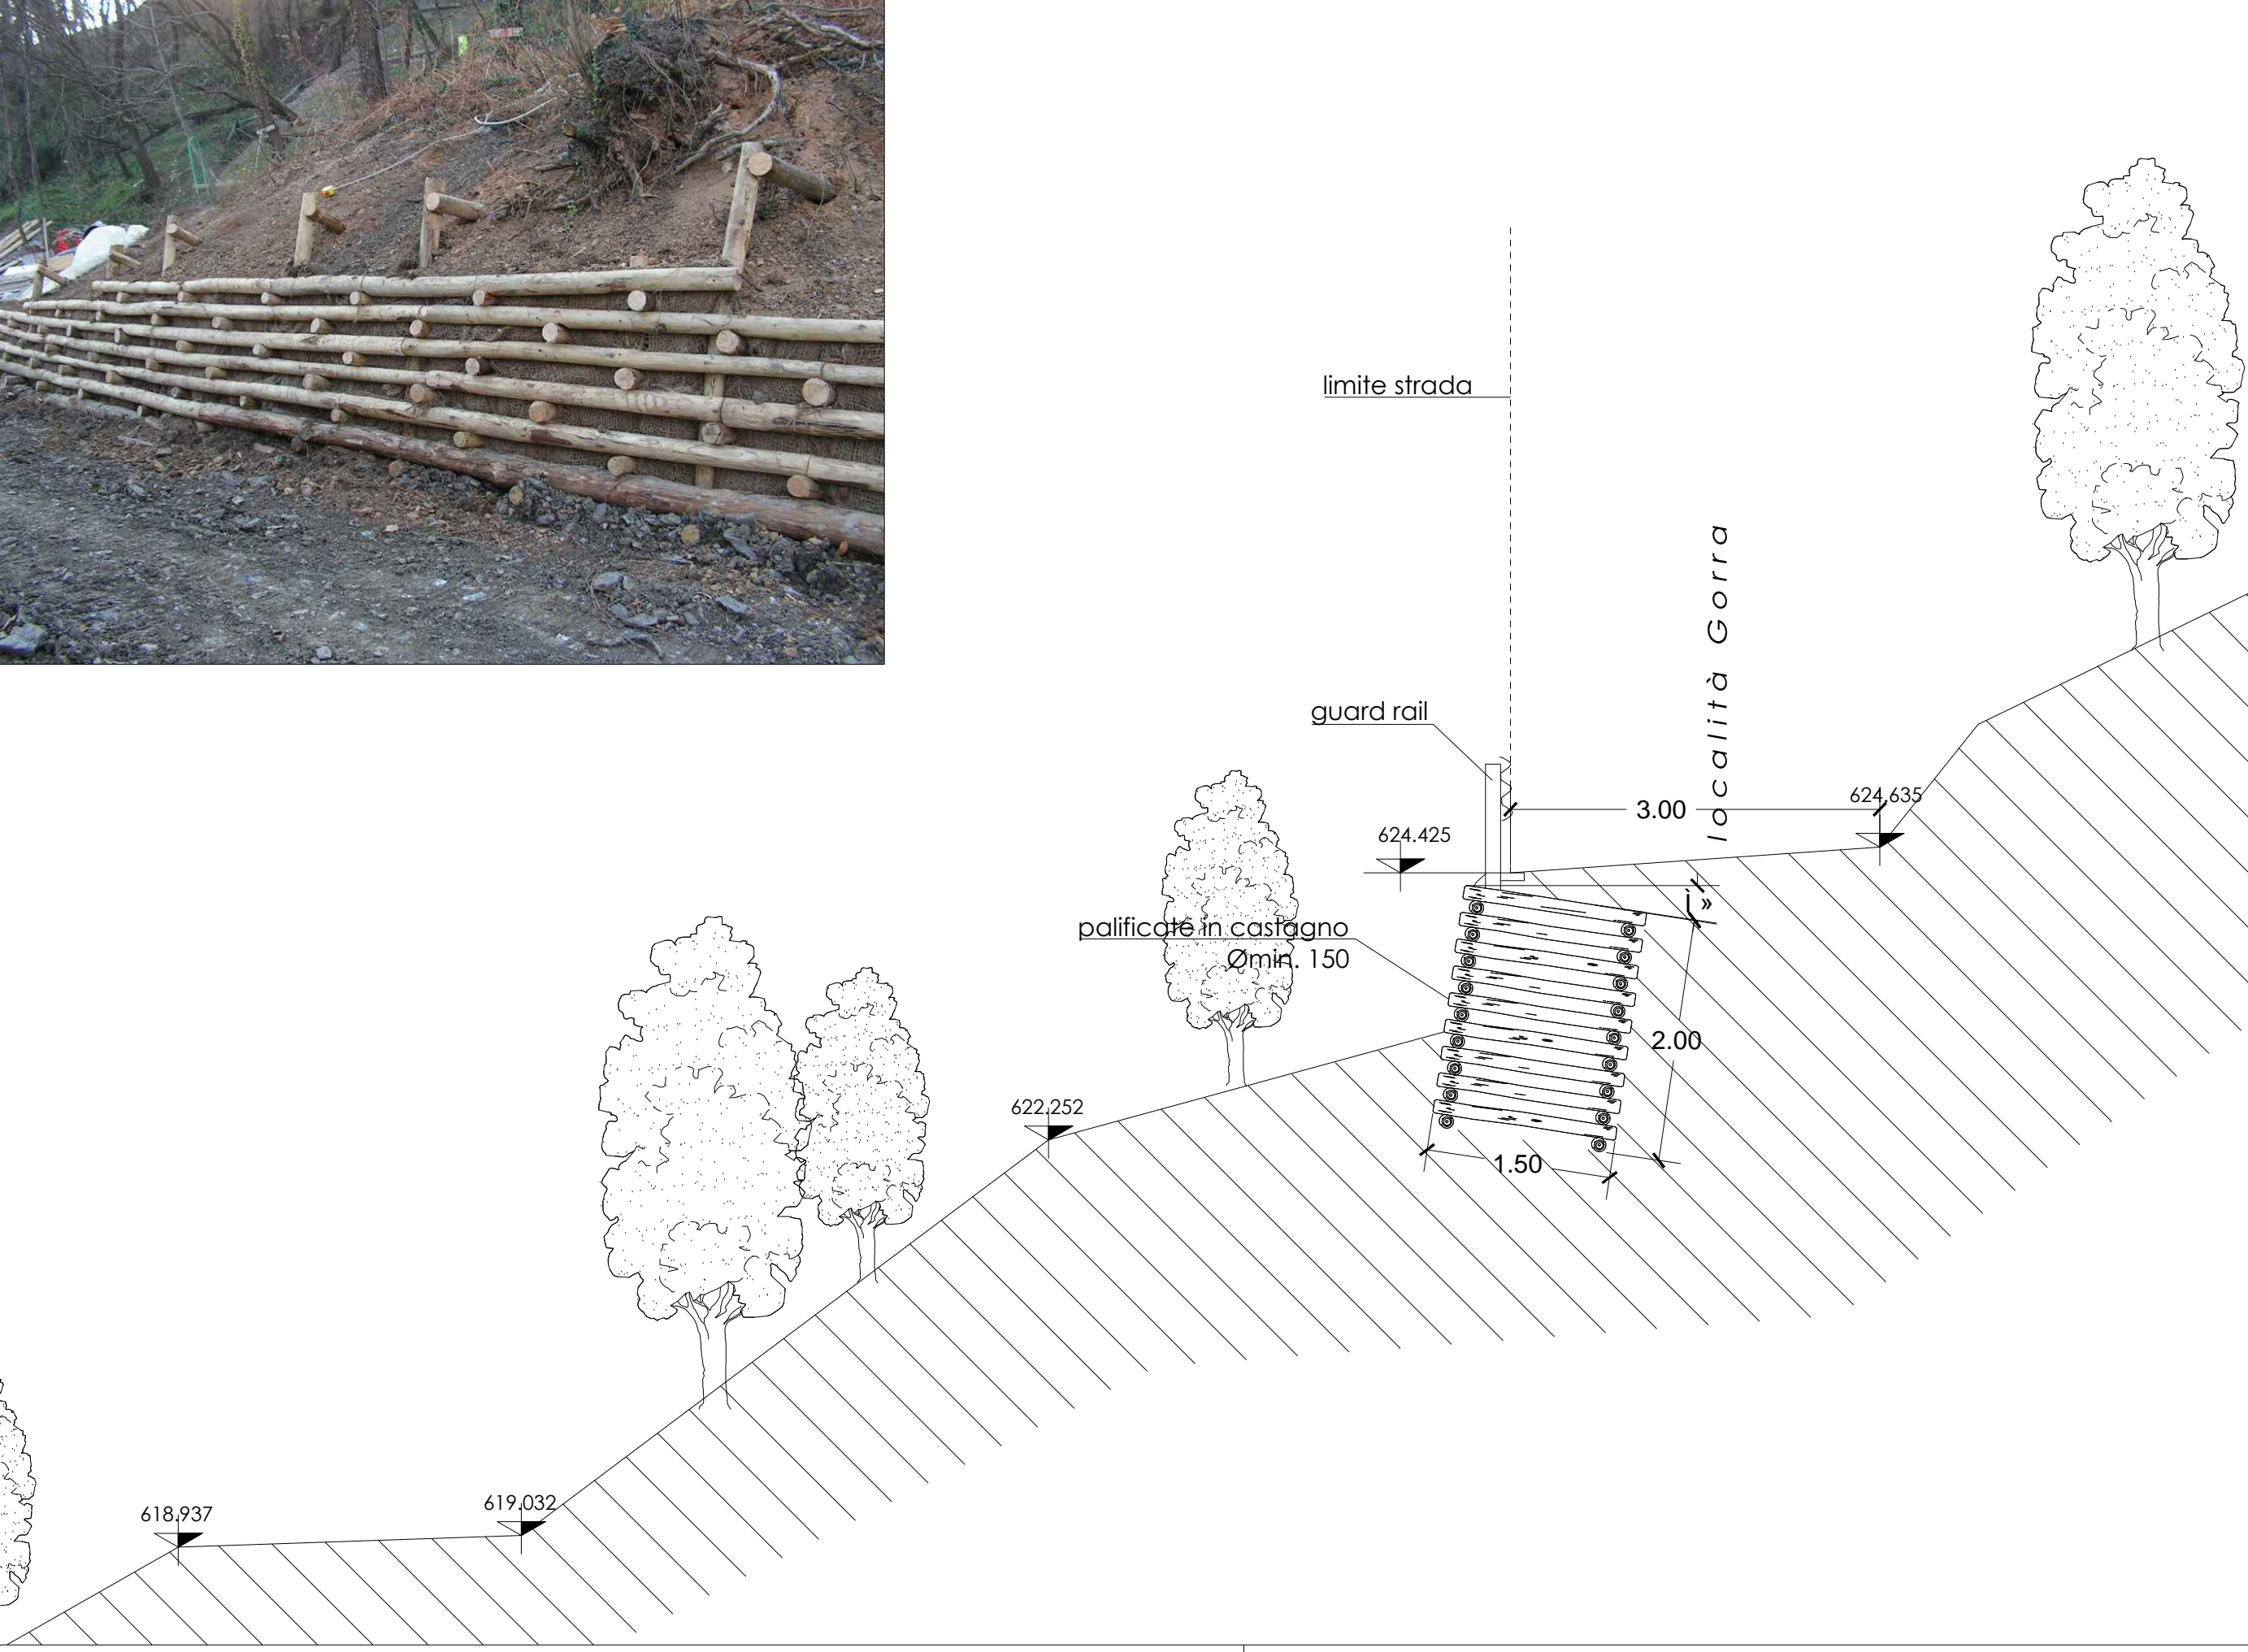 limite strada
località Gorra
guard rail
3.00
624.635
624.425
palificate in castagno
Ømin. 150
2.00
622.252
1.50
619.032
618.937